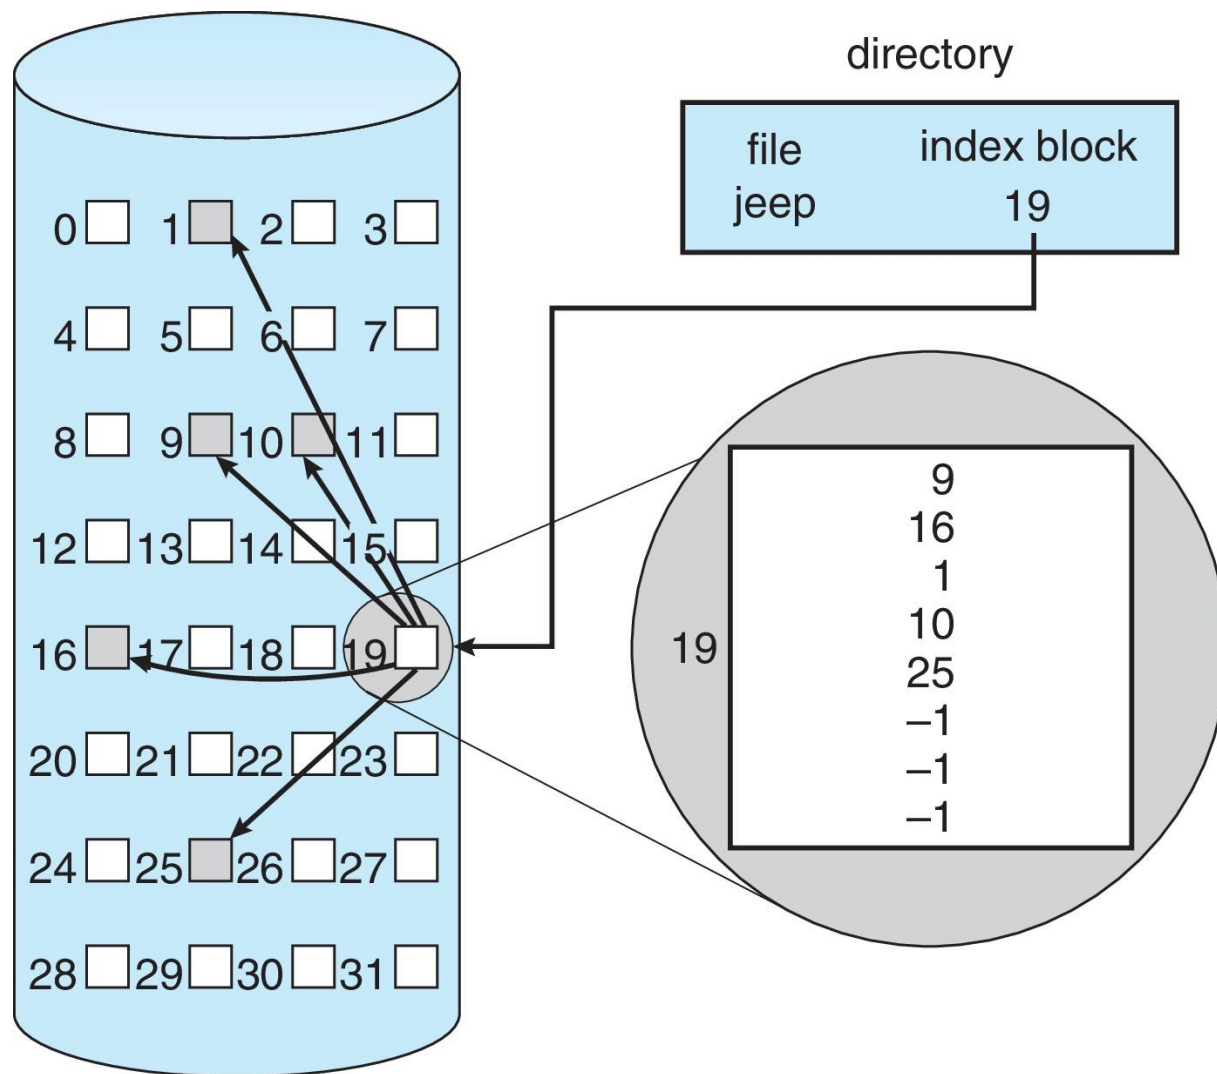 directory
file index block
jeep 19
0 1 2 3
4 5 6 7
8 9 10 11
12 13 14 15
16 17 18 19
20 21 22 23
24 25 26 27
28 29 30 31
19
9
16
1
10
25
–1
–1
–1